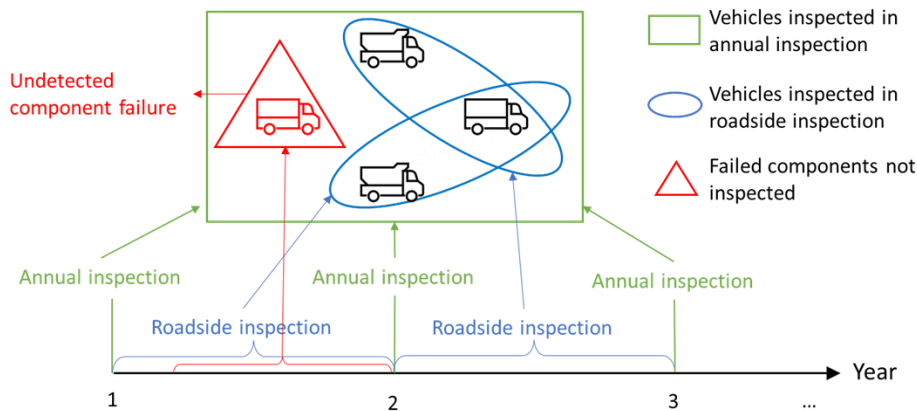 Undetected
component failure
Vehicles inspected in
annual inspection
Vehicles inspected in
roadside inspection
Failed components not
inspected
Annual inspection
Annual inspection
Annual inspection
Roadside inspection
Roadside inspection
Year
1
2
3
...